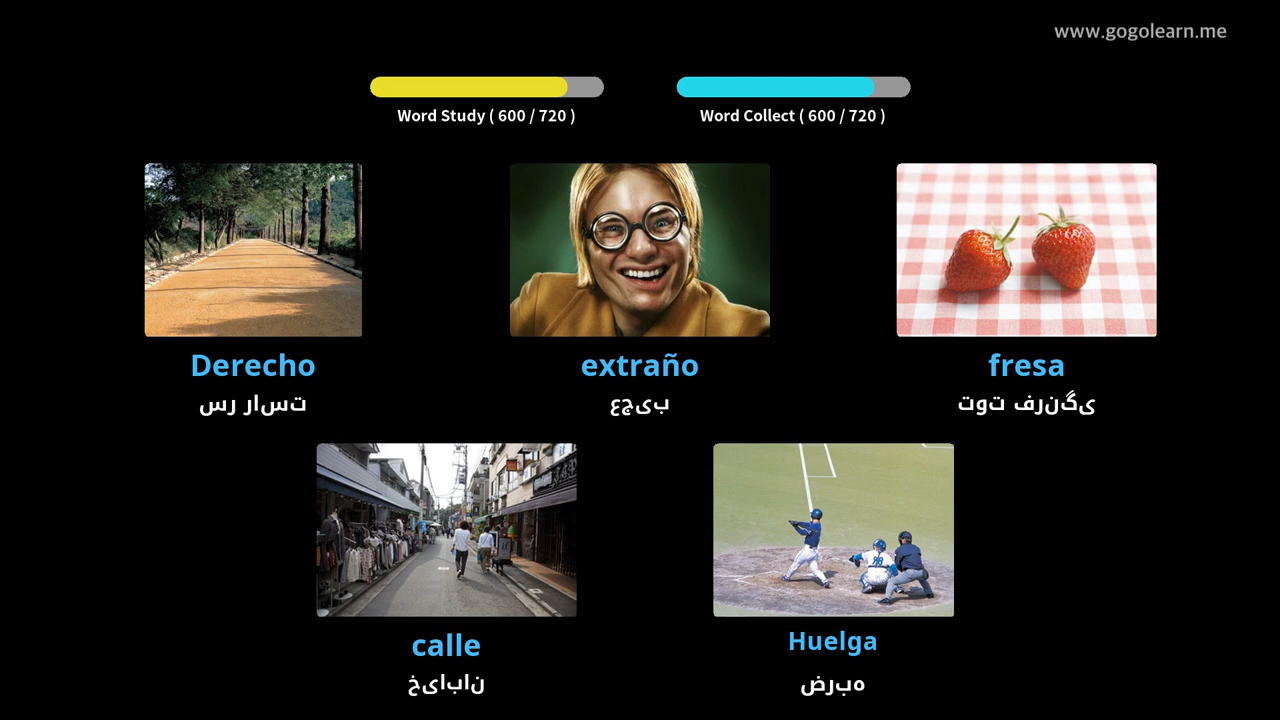 www.gogolearn.me
Word Study ( 600 / 720 )
Word Collect ( 600 / 720 )
Derecho
تسار رس
extraño
بیجع
fresa
یگنرف توت
calle
نابایخ
Huelga
هبرض